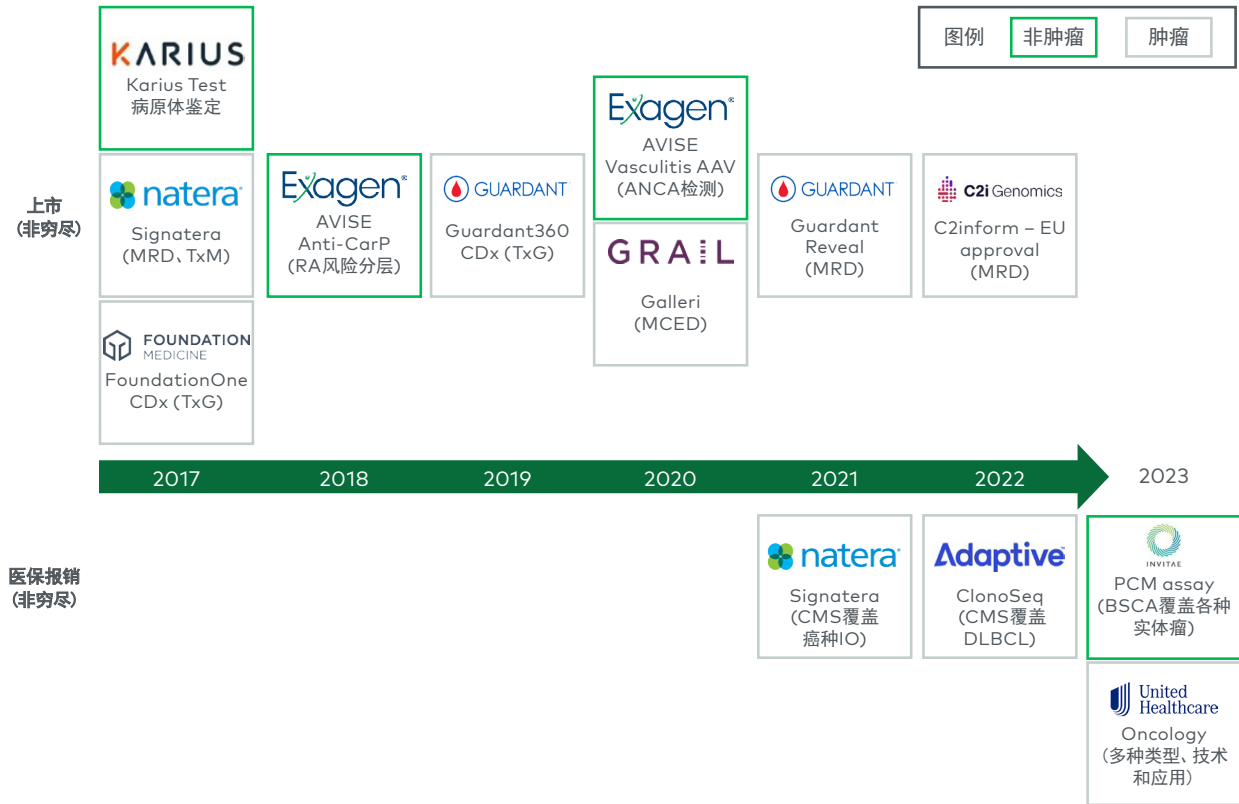 图例
非肿瘤
肿瘤
KARIUS
Karius Test
病原体鉴定
上市
(非穷尽)
natera
Signatera
(MRD、TxM)
FOUNDATION
MEDICINE
FoundationOne
CDx (TxG)
Exagen®
AVISE
Anti-CarP
(RA风险分层)
GUARDANT
Guardant360
CDx (TxG)
Exagen®
AVISE
Vasculitis AAV
(ANCA检测)
GRAIL
Galleri
(MCED)
GUARDANT
Guardant
Reveal
(MRD)
C2i Genomics
C2inform – EU
approval
(MRD)
2017
2018
2019
2020
2021
2022
2023
医保报销
(非穷尽)
natera
Signatera
(CMS覆盖
癌种IO)
Adaptive
ClonoSeq
(CMS覆盖
DLBCL)
INVITAE
PCM assay
(BSCA覆盖各种
实体瘤)
United
Healthcare
Oncology
(多种类型、技术
和应用)